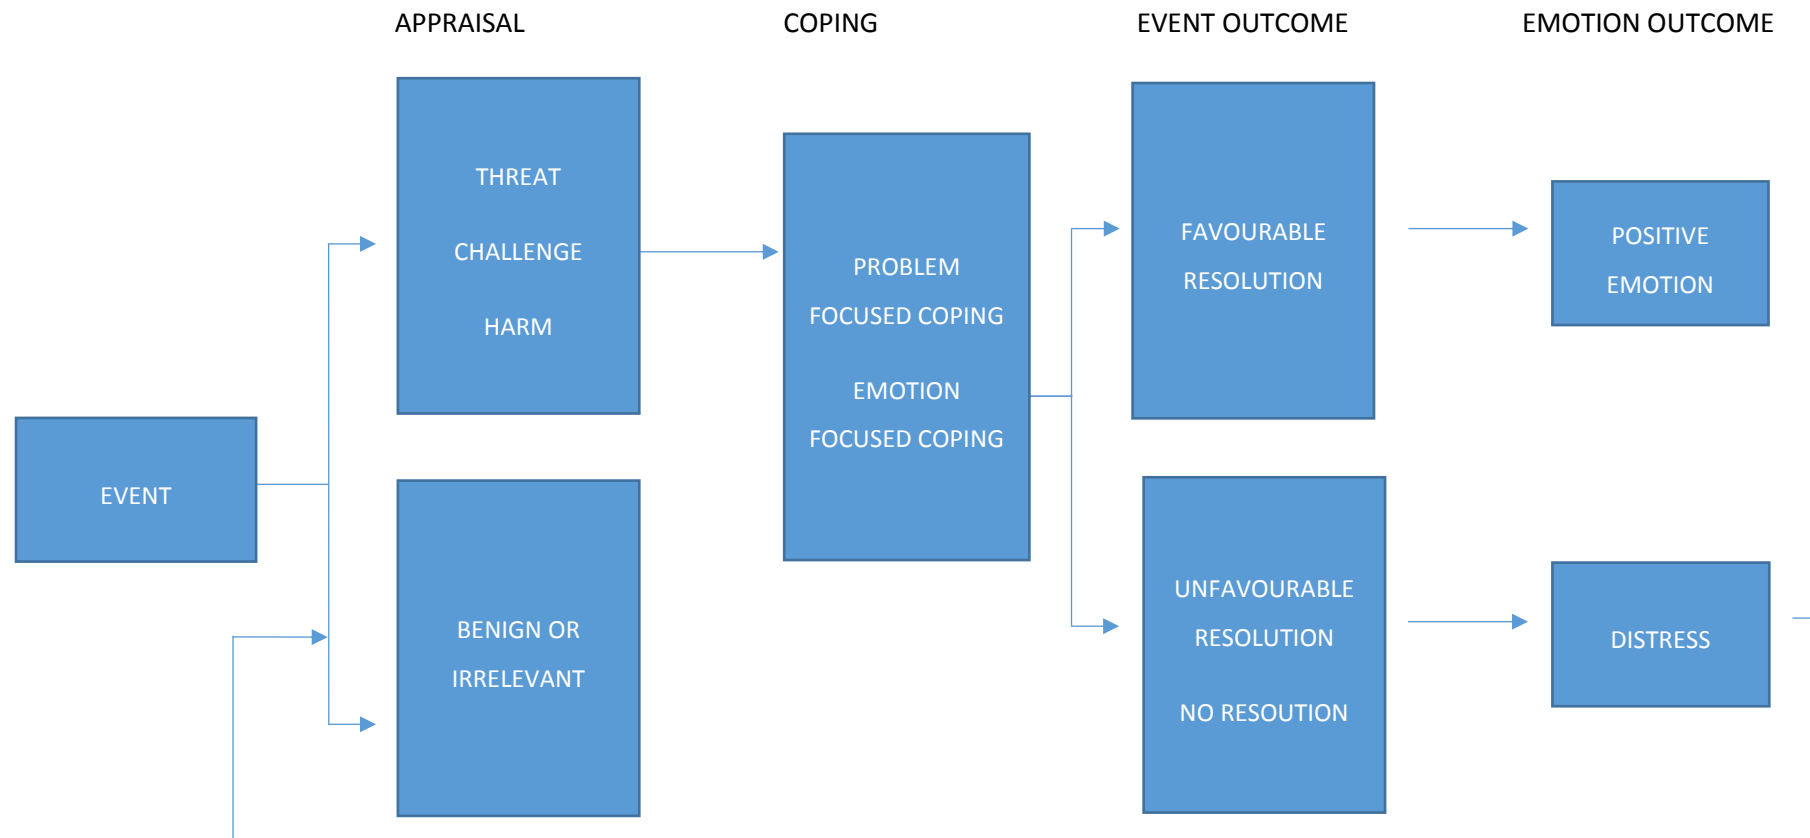 APPRAISAL
COPING
EVENT OUTCOME
EMOTION OUTCOME
EVENT
THREAT
CHALLENGE
HARM
BENIGN OR
IRRELEVANT
PROBLEM
FOCUSED COPING
EMOTION
FOCUSED COPING
FAVOURABLE
RESOLUTION
UNFAVOURABLE
RESOLUTION
NO RESOUTION
POSITIVE
EMOTION
DISTRESS